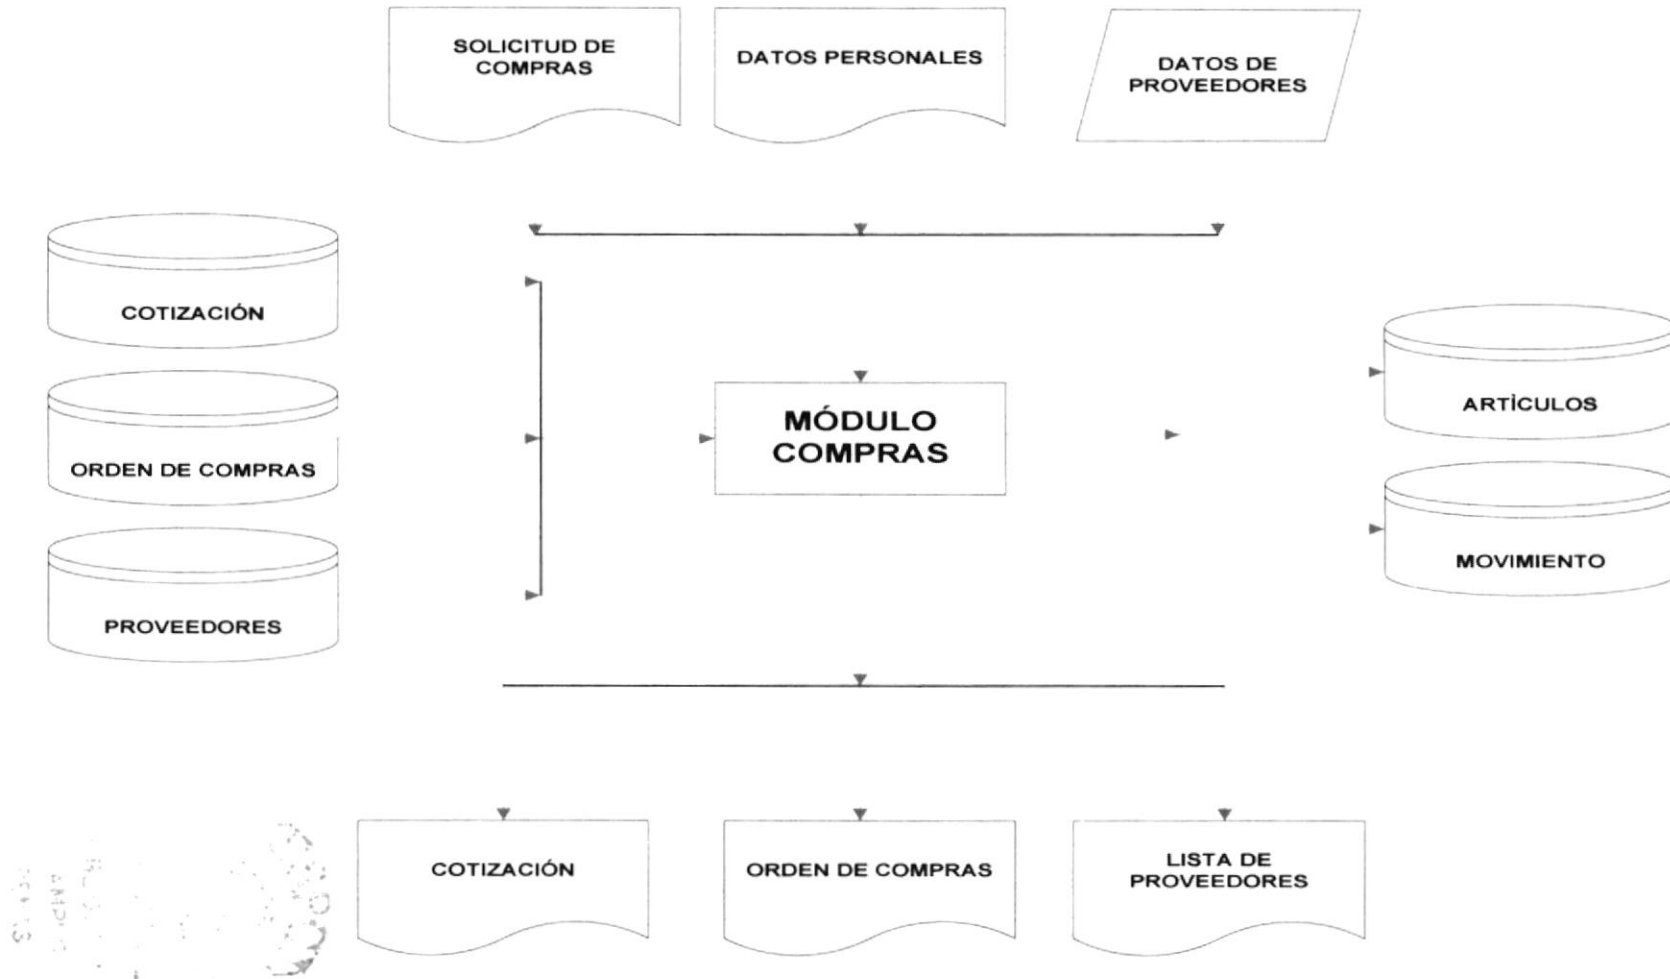 SOLICITUD DE
COMPRAS
DATOS PERSONALES
DATOS DE
PROVEEDORES
COTIZACIÓN
ORDEN DE COMPRAS
PROVEEDORES
MÓDULO
COMPRAS
ARTÌCULOS
MOVIMIENTO
COTIZACIÓN
ORDEN DE COMPRAS
LISTA DE
PROVEEDORES